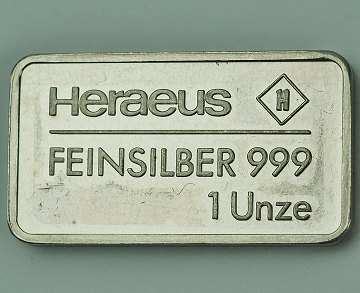 Heraeus H
FEINSILBER 999
1 Unze